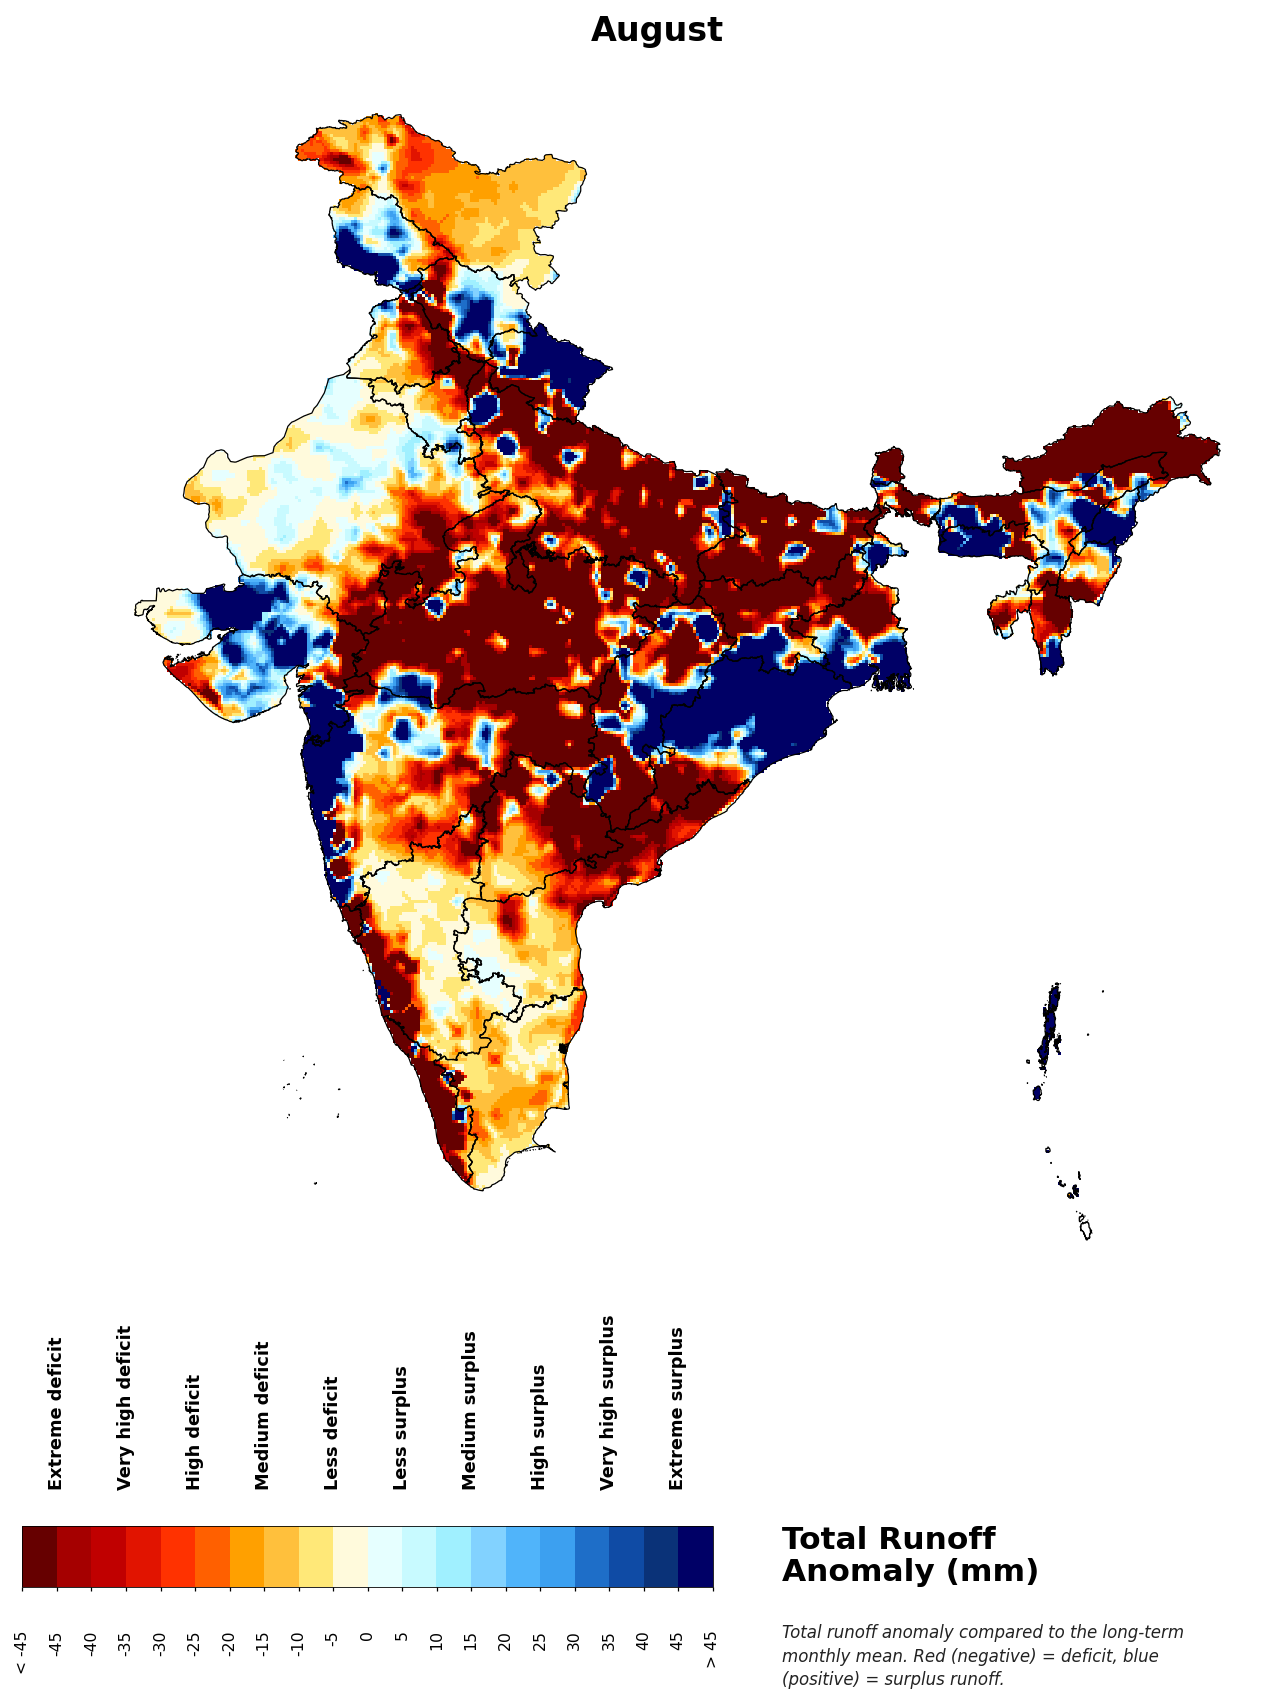 August
Extreme deficit
Very high deficit
High deficit
Medium deficit
Less deficit
Less surplus
Medium surplus
High surplus
Very high surplus
Extreme surplus
< -45
-45
-40
-35
-30
-25
-20
-15
-10
-5
0
5
10
15
20
25
30
35
40
45
> 45
Total Runoff
Anomaly (mm)
Total runoff anomaly compared to the long-term
monthly mean. Red (negative) = deficit, blue
(positive) = surplus runoff.